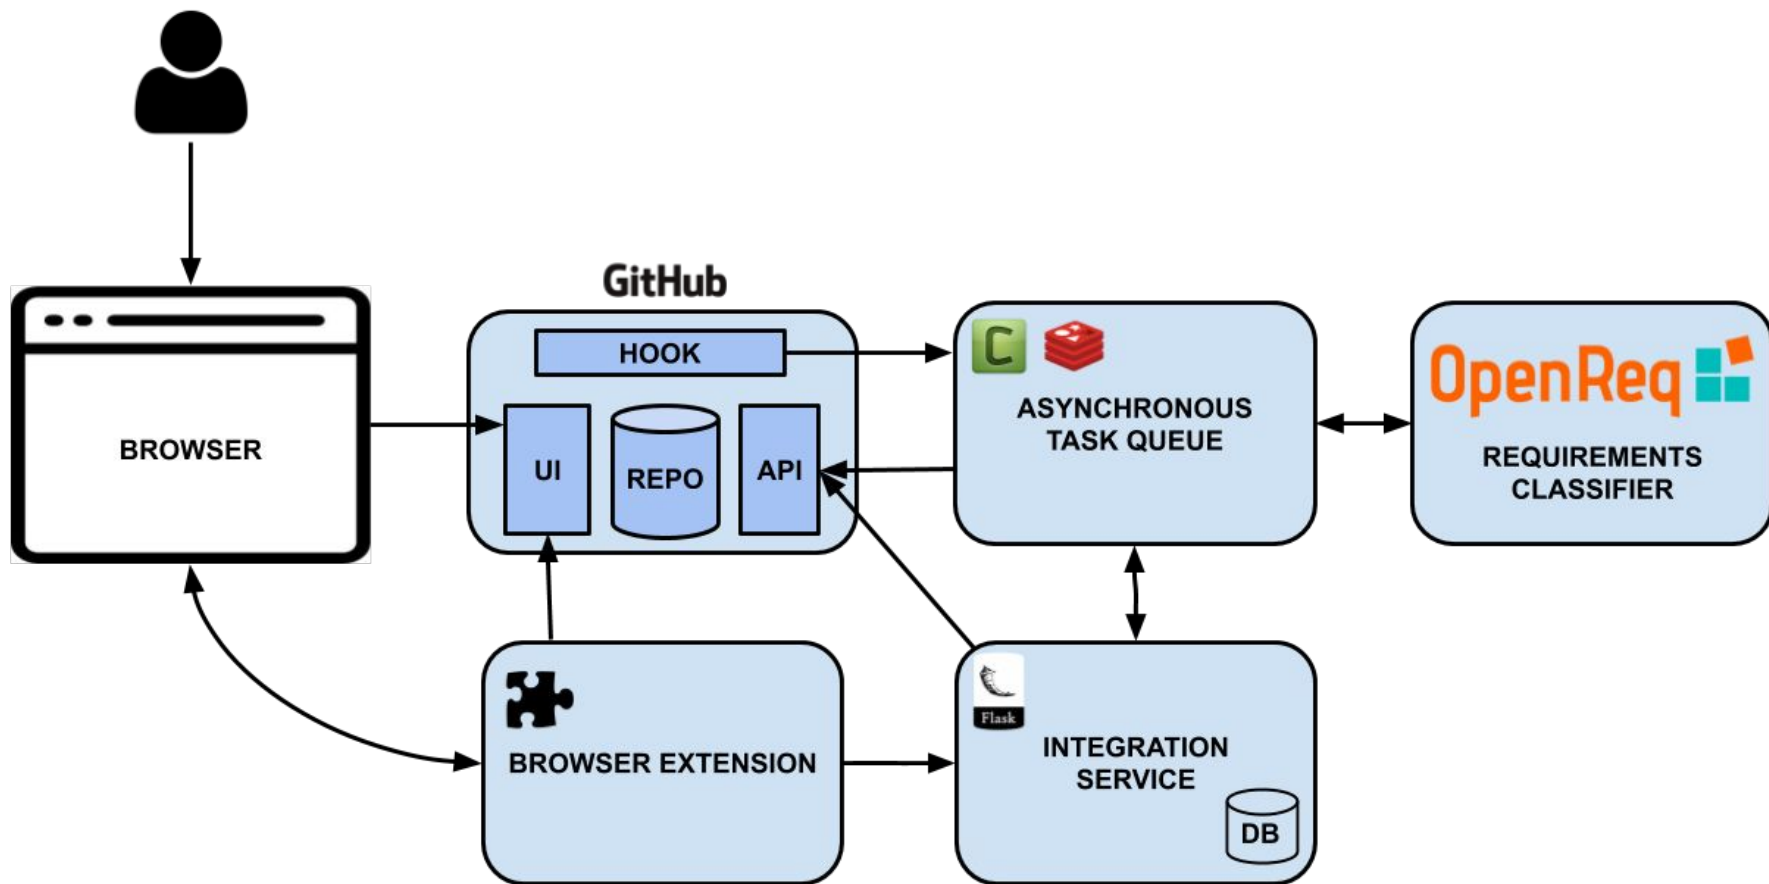 GitHub
HOOK
UI
REPO
API
BROWSER
ASYNCHRONOUS
TASK QUEUE
OpenReq
REQUIREMENTS
CLASSIFIER
BROWSER EXTENSION
Flask
INTEGRATION
SERVICE
DB